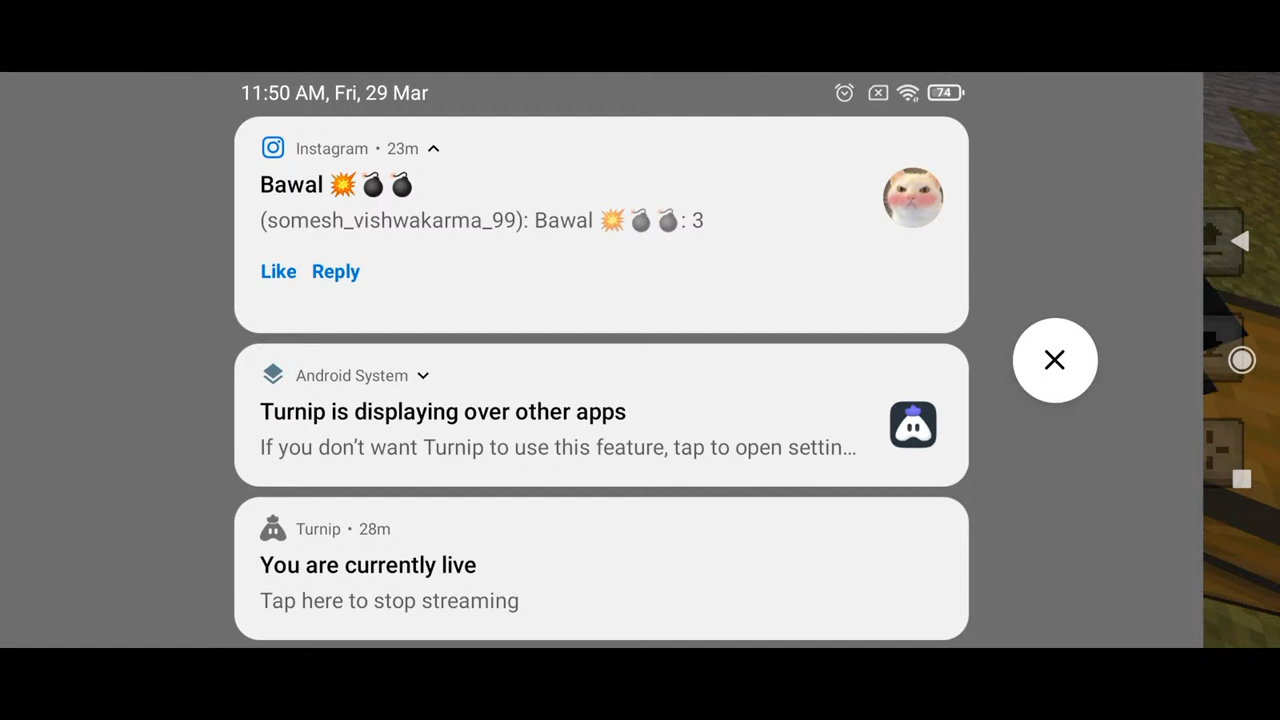 11:50 AM, Fri, 29 Mar
74
Instagram • 23m
Bawal 💥💣💣
(somesh_vishwakarma_99): Bawal 💥💣💣: 3
Like Reply
Android System
Turnip is displaying over other apps
If you don’t want Turnip to use this feature, tap to open settin…
Turnip • 28m
You are currently live
Tap here to stop streaming